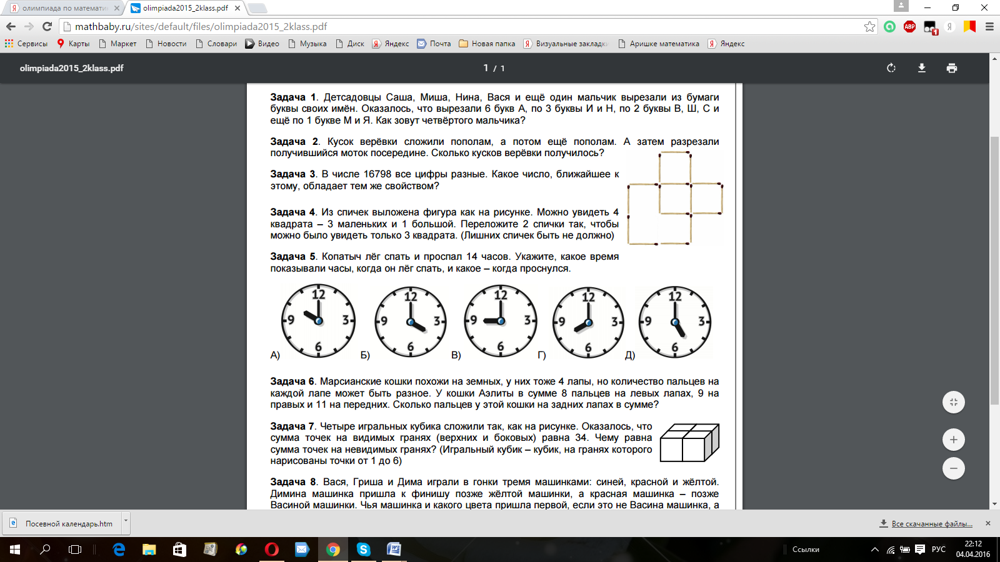 олимпиада по математи
olimpiada2015_2klass.pdf
mathbaby.ru/sites/default/files/olimpiada2015_2klass.pdf
ABP
1
Я
Сервисы Карты Маркет Новости Словари Видео Музыка Диск Яндекс Почта Новая папка Визуальные закладки Аришке математика Яндекс
olimpiada2015_2klass.pdf 1 / 1
Задача 1. Детсадовцы Саша, Миша, Нина, Вася и ещё один мальчик вырезали из бумаги
буквы своих имён. Оказалось, что вырезали 6 букв А, по 3 буквы И и Н, по 2 буквы В, Ш, С и
ещё по 1 букве М и Я. Как зовут четвёртого мальчика?
Задача 2. Кусок верёвки сложили пополам, а потом ещё пополам. А затем разрезали
получившийся моток посередине. Сколько кусков верёвки получилось?
Задача 3. В числе 16798 все цифры разные. Какое число, ближайшее к
этому, обладает тем же свойством?
Задача 4. Из спичек выложена фигура как на рисунке. Можно увидеть 4
квадрата – 3 маленьких и 1 большой. Переложите 2 спички так, чтобы
можно было увидеть только 3 квадрата. (Лишних спичек быть не должно)
Задача 5. Копатыч лёг спать и проспал 14 часов. Укажите, какое время
показывали часы, когда он лёг спать, и какое – когда проснулся.
12 12 12 12 12
9 3 9 3 9 3 9 3 9 3
6 6 6 6 6
А) Б) В) Г) Д)
Задача 6. Марсианские кошки похожи на земных, у них тоже 4 лапы, но количество пальцев на
каждой лапе может быть разное. У кошки Аэлиты в сумме 8 пальцев на левых лапах, 9 на
правых и 11 на передних. Сколько пальцев у этой кошки на задних лапах в сумме?
Задача 7. Четыре игральных кубика сложили так, как на рисунке. Оказалось, что
сумма точек на видимых гранях (верхних и боковых) равна 34. Чему равна
сумма точек на невидимых гранях? (Игральный кубик – кубик, на гранях которого
нарисованы точки от 1 до 6)
Задача 8. Вася, Гриша и Дима играли в гонки тремя машинками: синей, красной и жёлтой.
Димина машинка пришла к финишу позже жёлтой машинки, а красная машинка – позже
Васиной машинки. Чья машинка и какого цвета пришла первой, если это не Васина машинка, а
Посевной календарь.htm
Все скачанные файлы...
Ссылки
РУС
22:12
04.04.2016